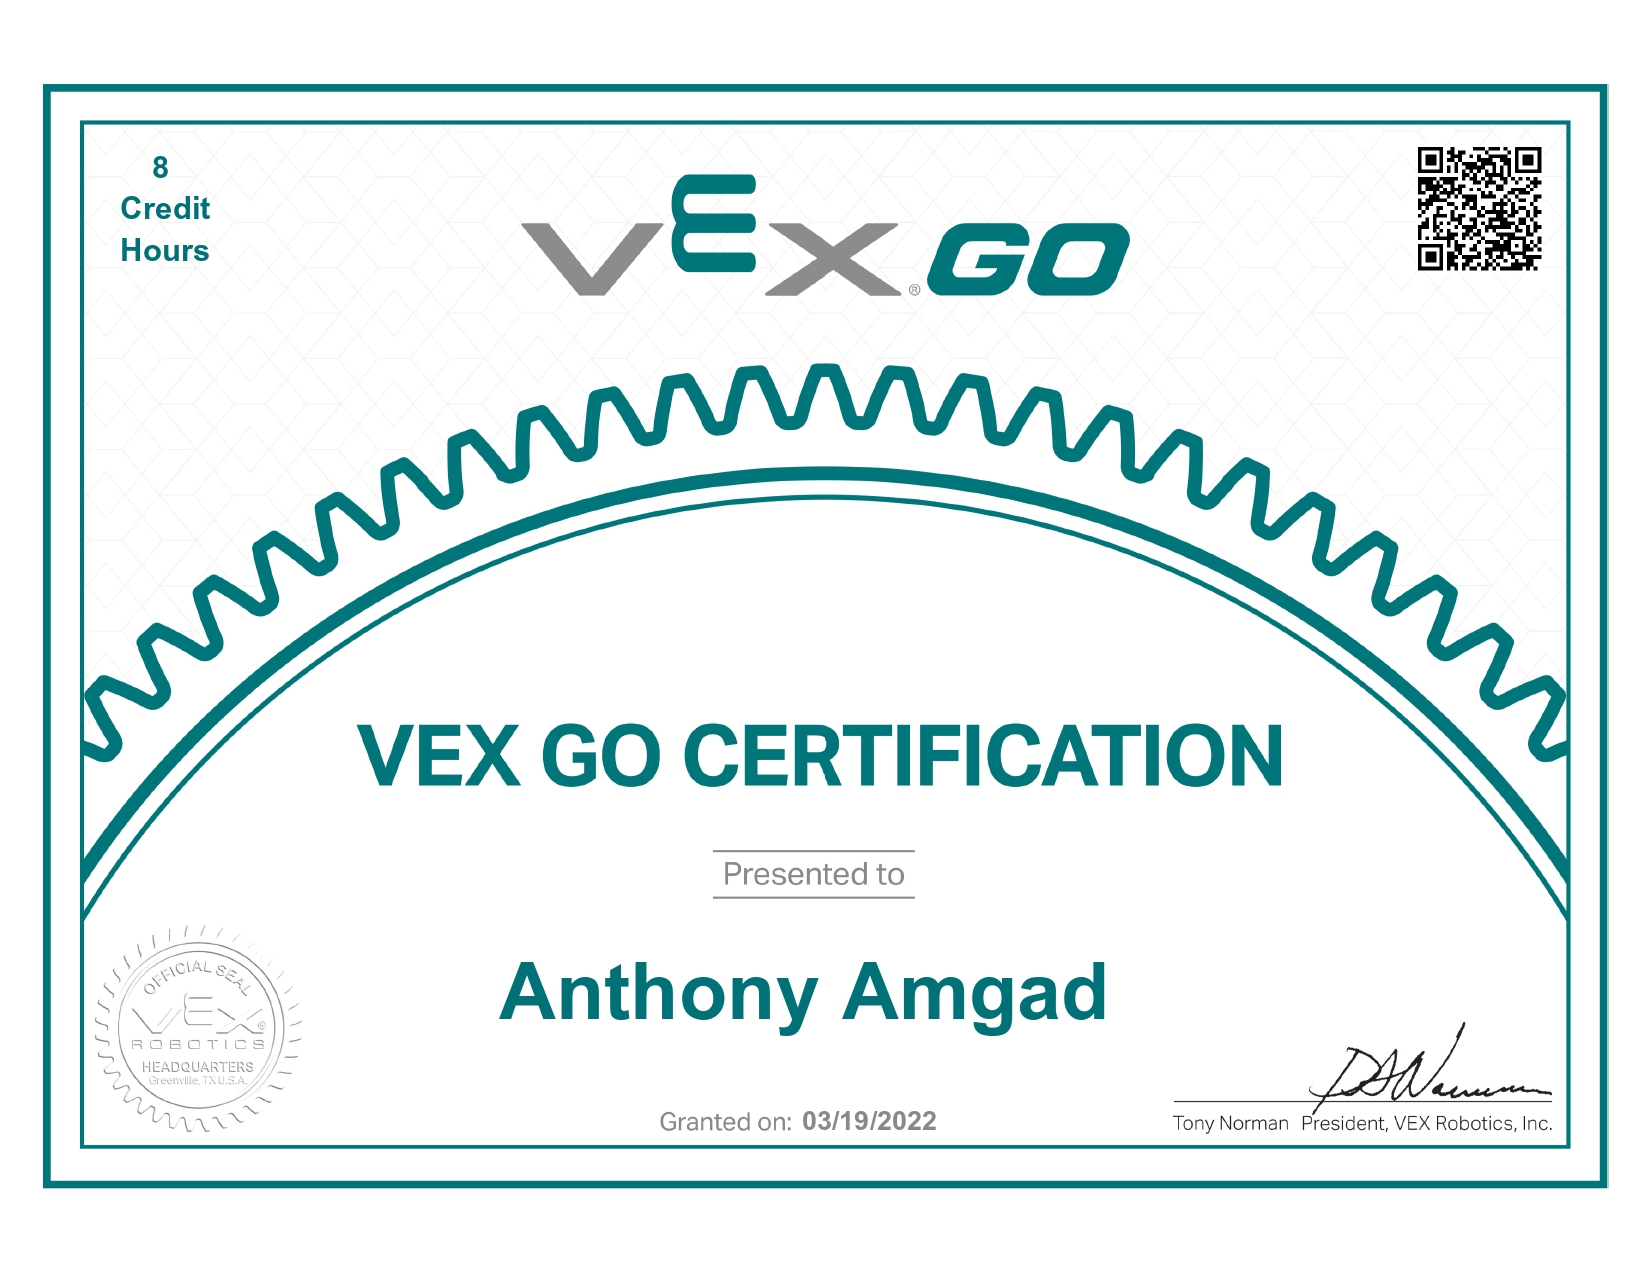 8
Credit
Hours
VEX® GO
VEX GO CERTIFICATION
Presented to
Anthony Amgad
OFFICIAL SEAL
VEX®
ROBOTICS
HEADQUARTERS
Greenville, TX U.S.A.
Granted on: 03/19/2022
Tony Norman President, VEX Robotics, Inc.